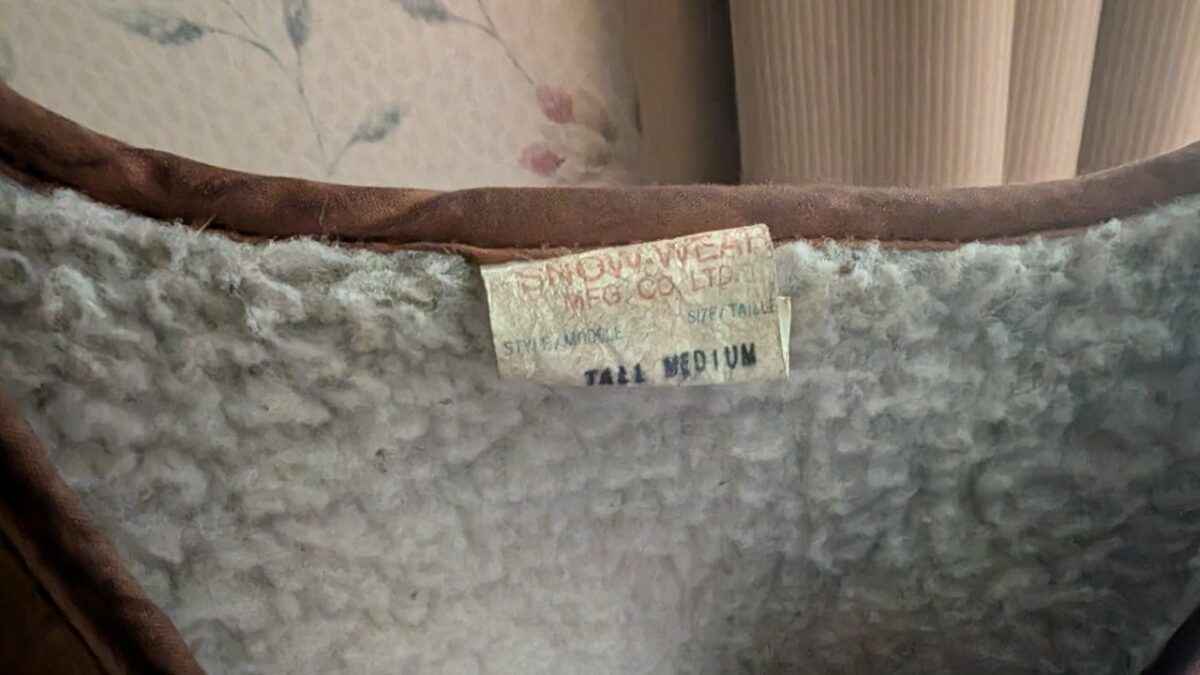 SNOW-WEAR
MFG. CO. LTD.
SIZE/TAILLE
STYLE/MODELE
TALL MEDIUM